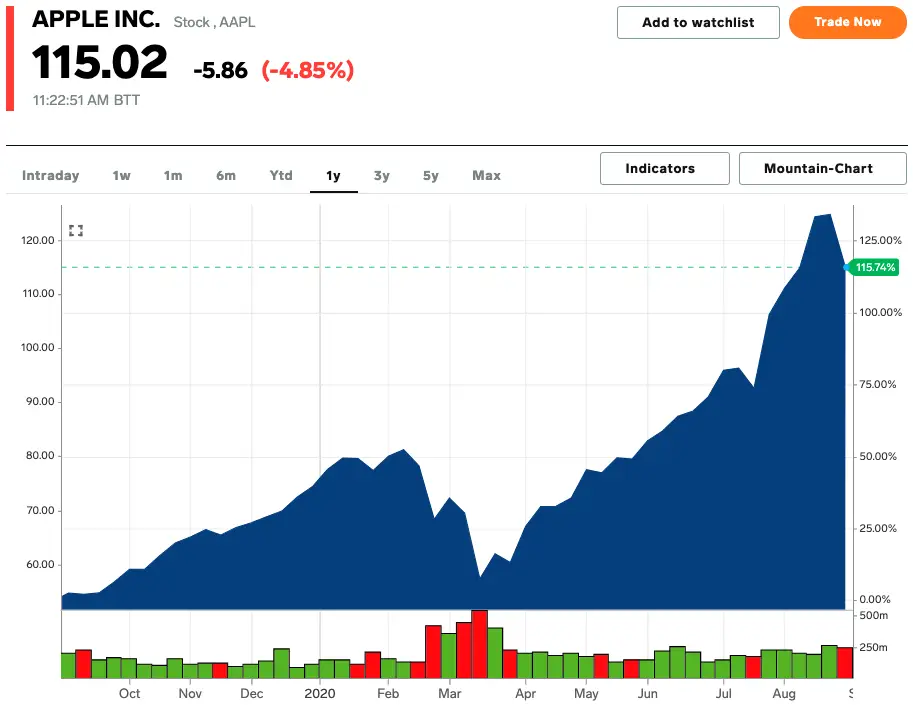 APPLE INC. Stock , AAPL
115.02 -5.86 (-4.85%)
11:22:51 AM BTT
Add to watchlist
Trade Now
Intraday 1w 1m 6m Ytd 1y 3y 5y Max
Indicators
Mountain-Chart
120.00
110.00
100.00
90.00
80.00
70.00
60.00
125.00%
115.74%
100.00%
75.00%
50.00%
25.00%
0.00%
500m
250m
Oct Nov Dec 2020 Feb Mar Apr May Jun Jul Aug